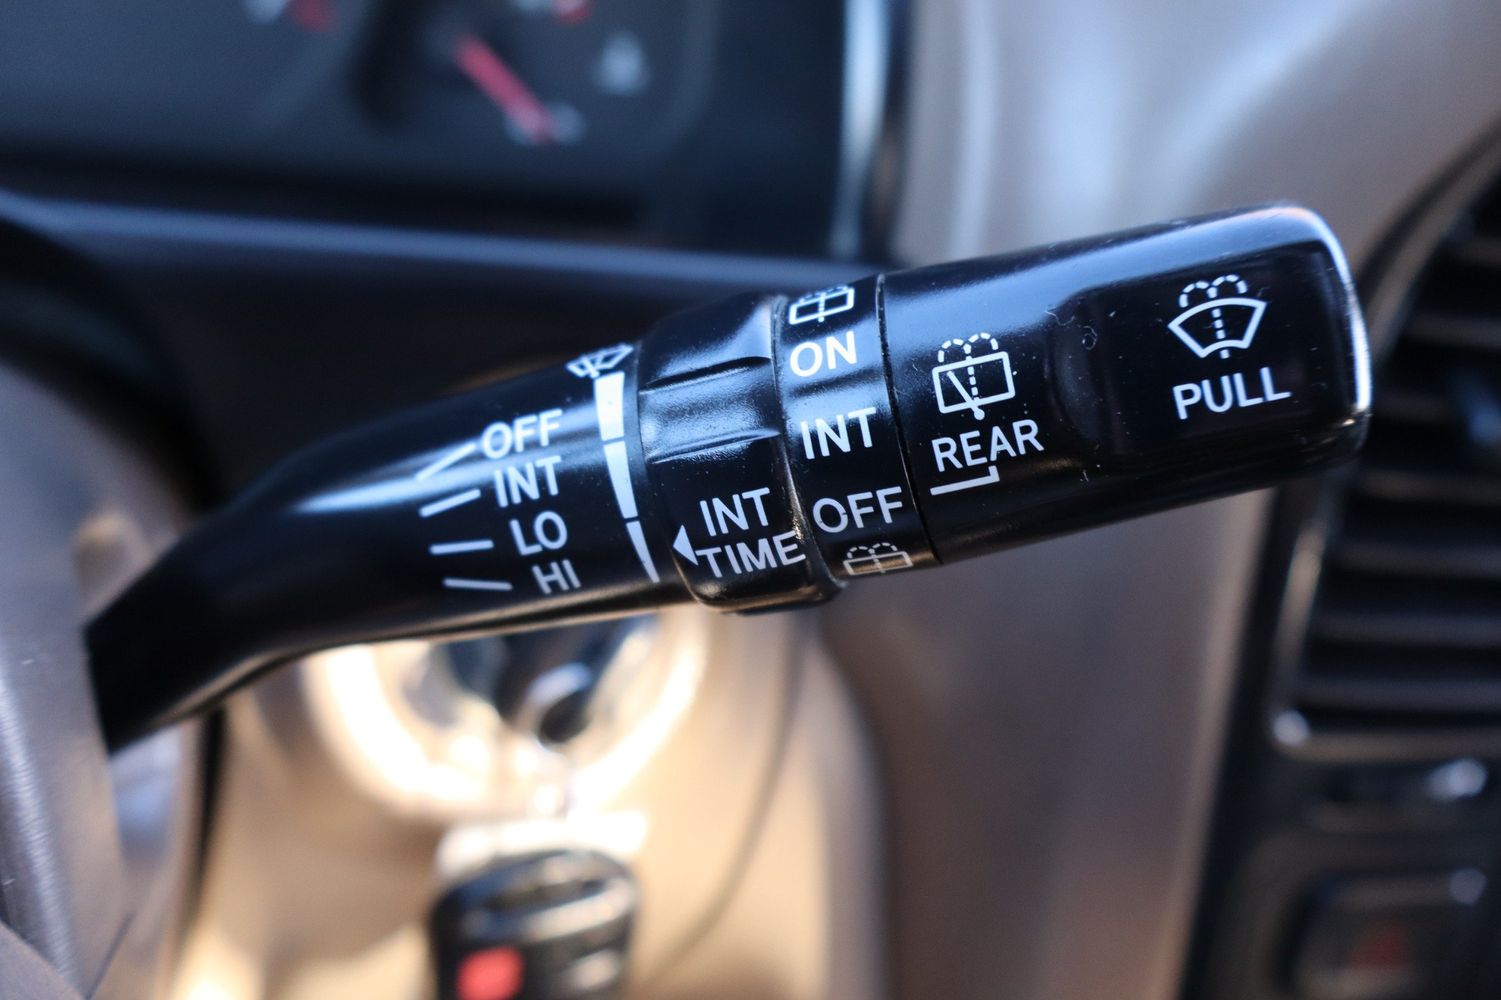 OFF
INT
LO
HI
INT
TIME
ON
INT
OFF
REAR
PULL